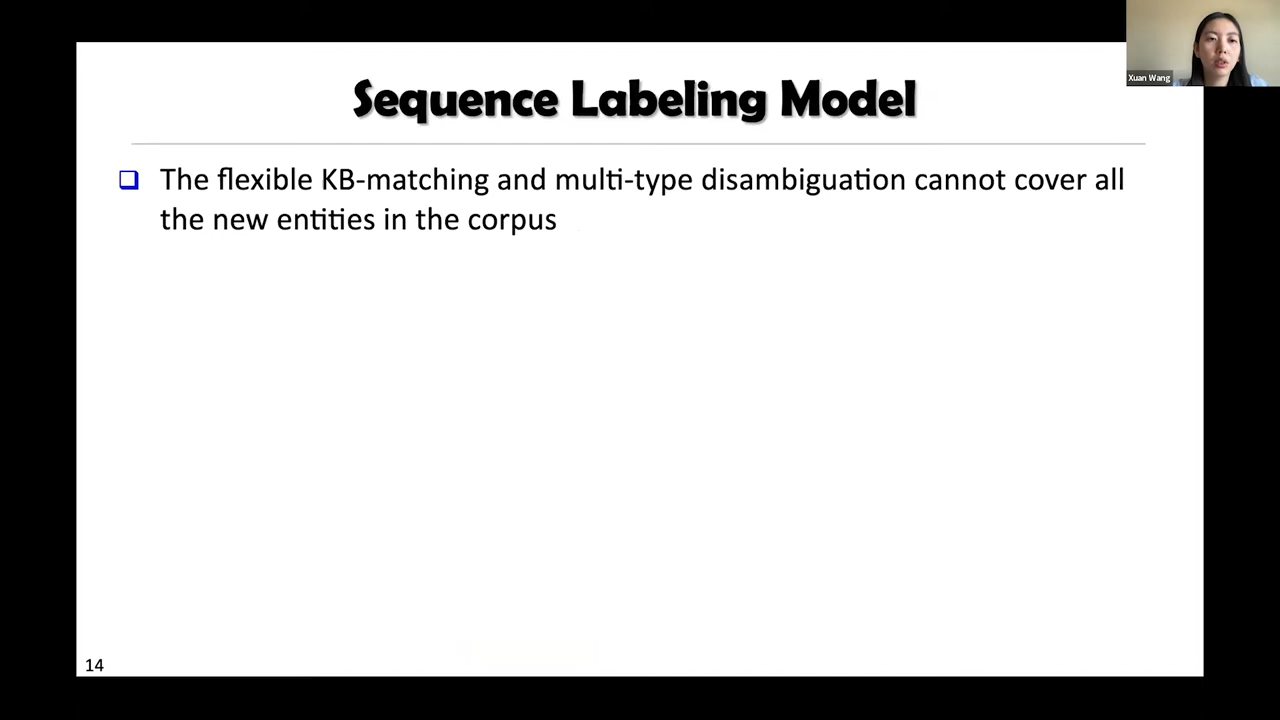 Sequence Labeling Model
Xuan Wang
❑ The flexible KB-matching and multi-type disambiguation cannot cover all
the new entities in the corpus
14